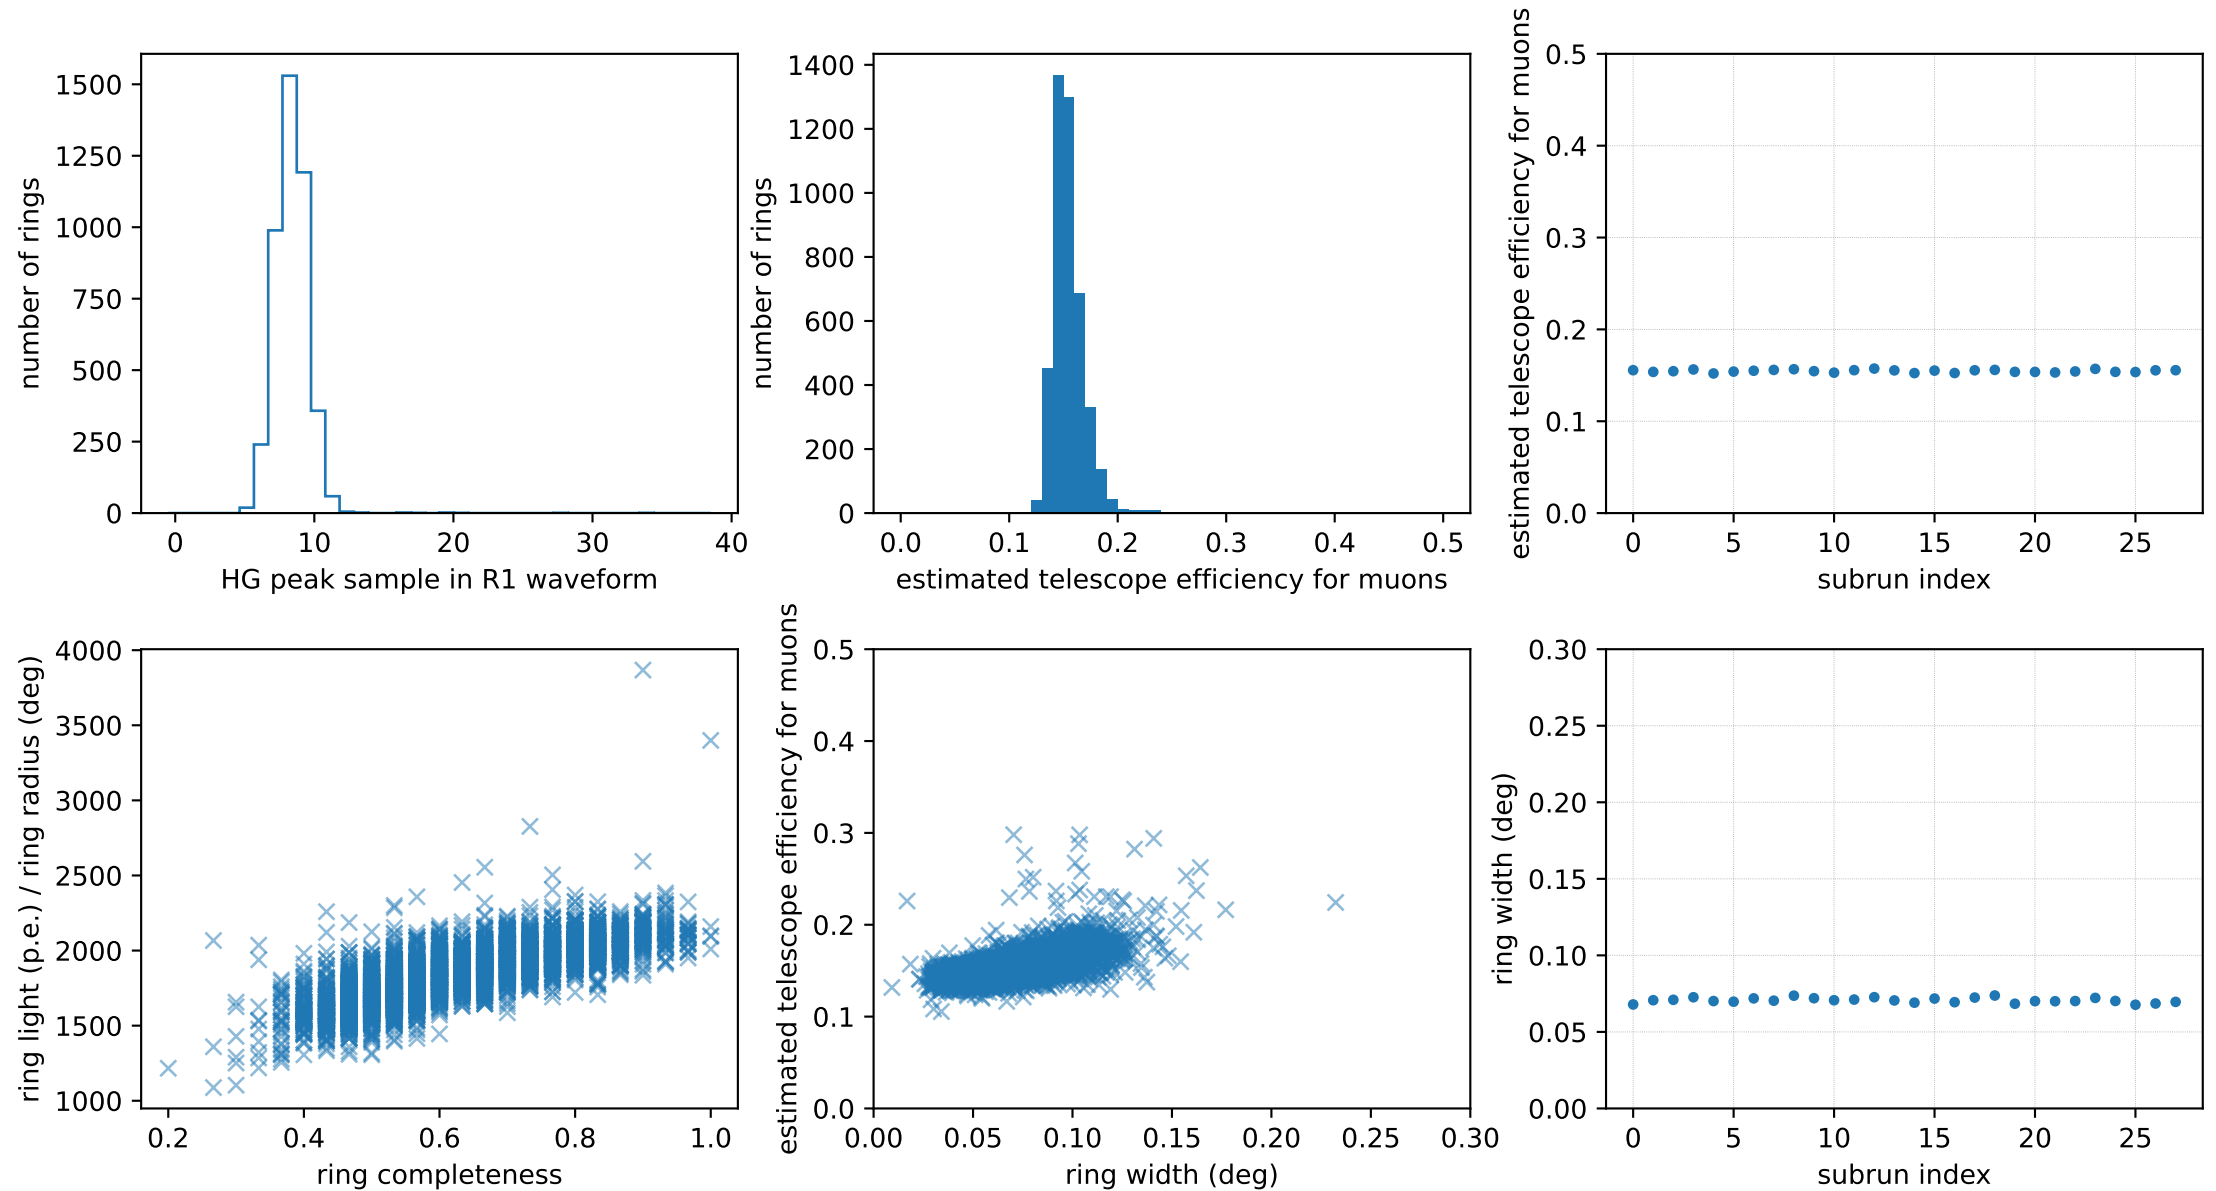 1500
1250
1000
750
500
250
0
number of rings
0 10 20 30 40
HG peak sample in R1 waveform
1400
1200
1000
800
600
400
200
0
number of rings
0.0 0.1 0.2 0.3 0.4 0.5
estimated telescope efficiency for muons
0.5
0.4
0.3
0.2
0.1
0.0
estimated telescope efficiency for muons
0 5 10 15 20 25
subrun index
4000
3500
3000
2500
2000
1500
1000
ring light (p.e.) / ring radius (deg)
0.2 0.4 0.6 0.8 1.0
ring completeness
0.5
0.4
0.3
0.2
0.1
0.0
estimated telescope efficiency for muons
0.00 0.05 0.10 0.15 0.20 0.25 0.30
ring width (deg)
0.30
0.25
0.20
0.15
0.10
0.05
0.00
ring width (deg)
0 5 10 15 20 25
subrun index